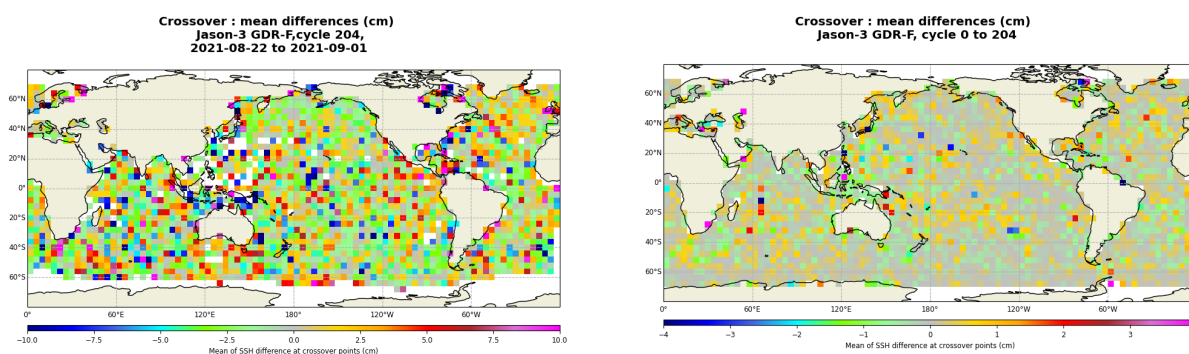 Crossover : mean differences (cm)
Jason-3 GDR-F,cycle 204,
2021-08-22 to 2021-09-01
60°N
40°N
20°N
0°
20°S
40°S
60°S
0°
60°E
120°E
180°
120°W
60°W
0°
−10.0
−7.5
−5.0
−2.5
0.0
2.5
5.0
7.5
10.0
Mean of SSH difference at crossover points (cm)
Crossover : mean differences (cm)
Jason-3 GDR-F, cycle 0 to 204
60°N
40°N
20°N
0°
20°S
40°S
60°S
0°
60°E
120°E
180°
120°W
60°W
−4
−3
−2
−1
0
1
2
3
Mean of SSH difference at crossover points (cm)